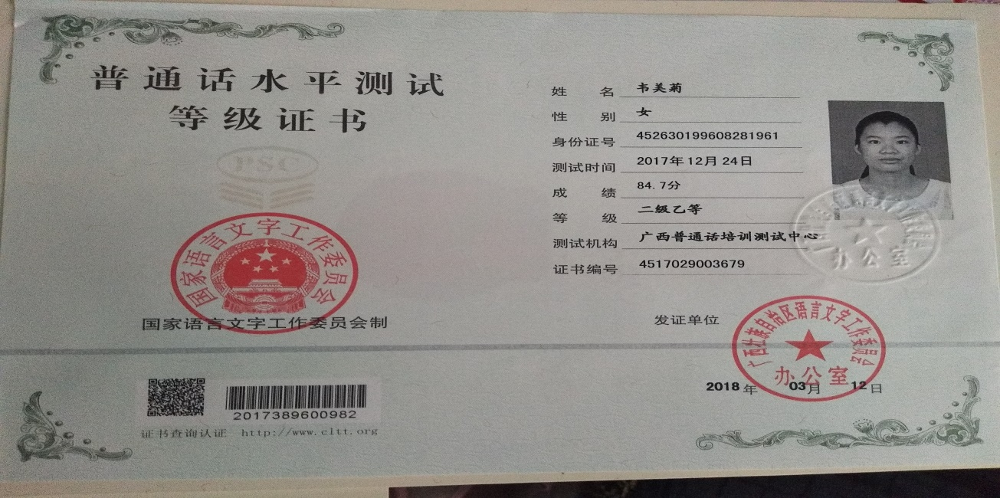 普通话水平测试
等级证书
PSC
国家语言文字工作委员会
国家语言文字工作委员会制
2017389600982
证书查询认证 http://www.cltt.org
姓 名 韦美菊
性 别 女
身份证号 452630199608281961
测试时间 2017年12月24日
成 绩 84.7分
等 级 二级乙等
测试机构 广西普通话培训测试中心
证书编号 4517029003679
办公室
发证单位
广西壮族自治区语言文字工作委员会
办公室
2018年 03月 12日